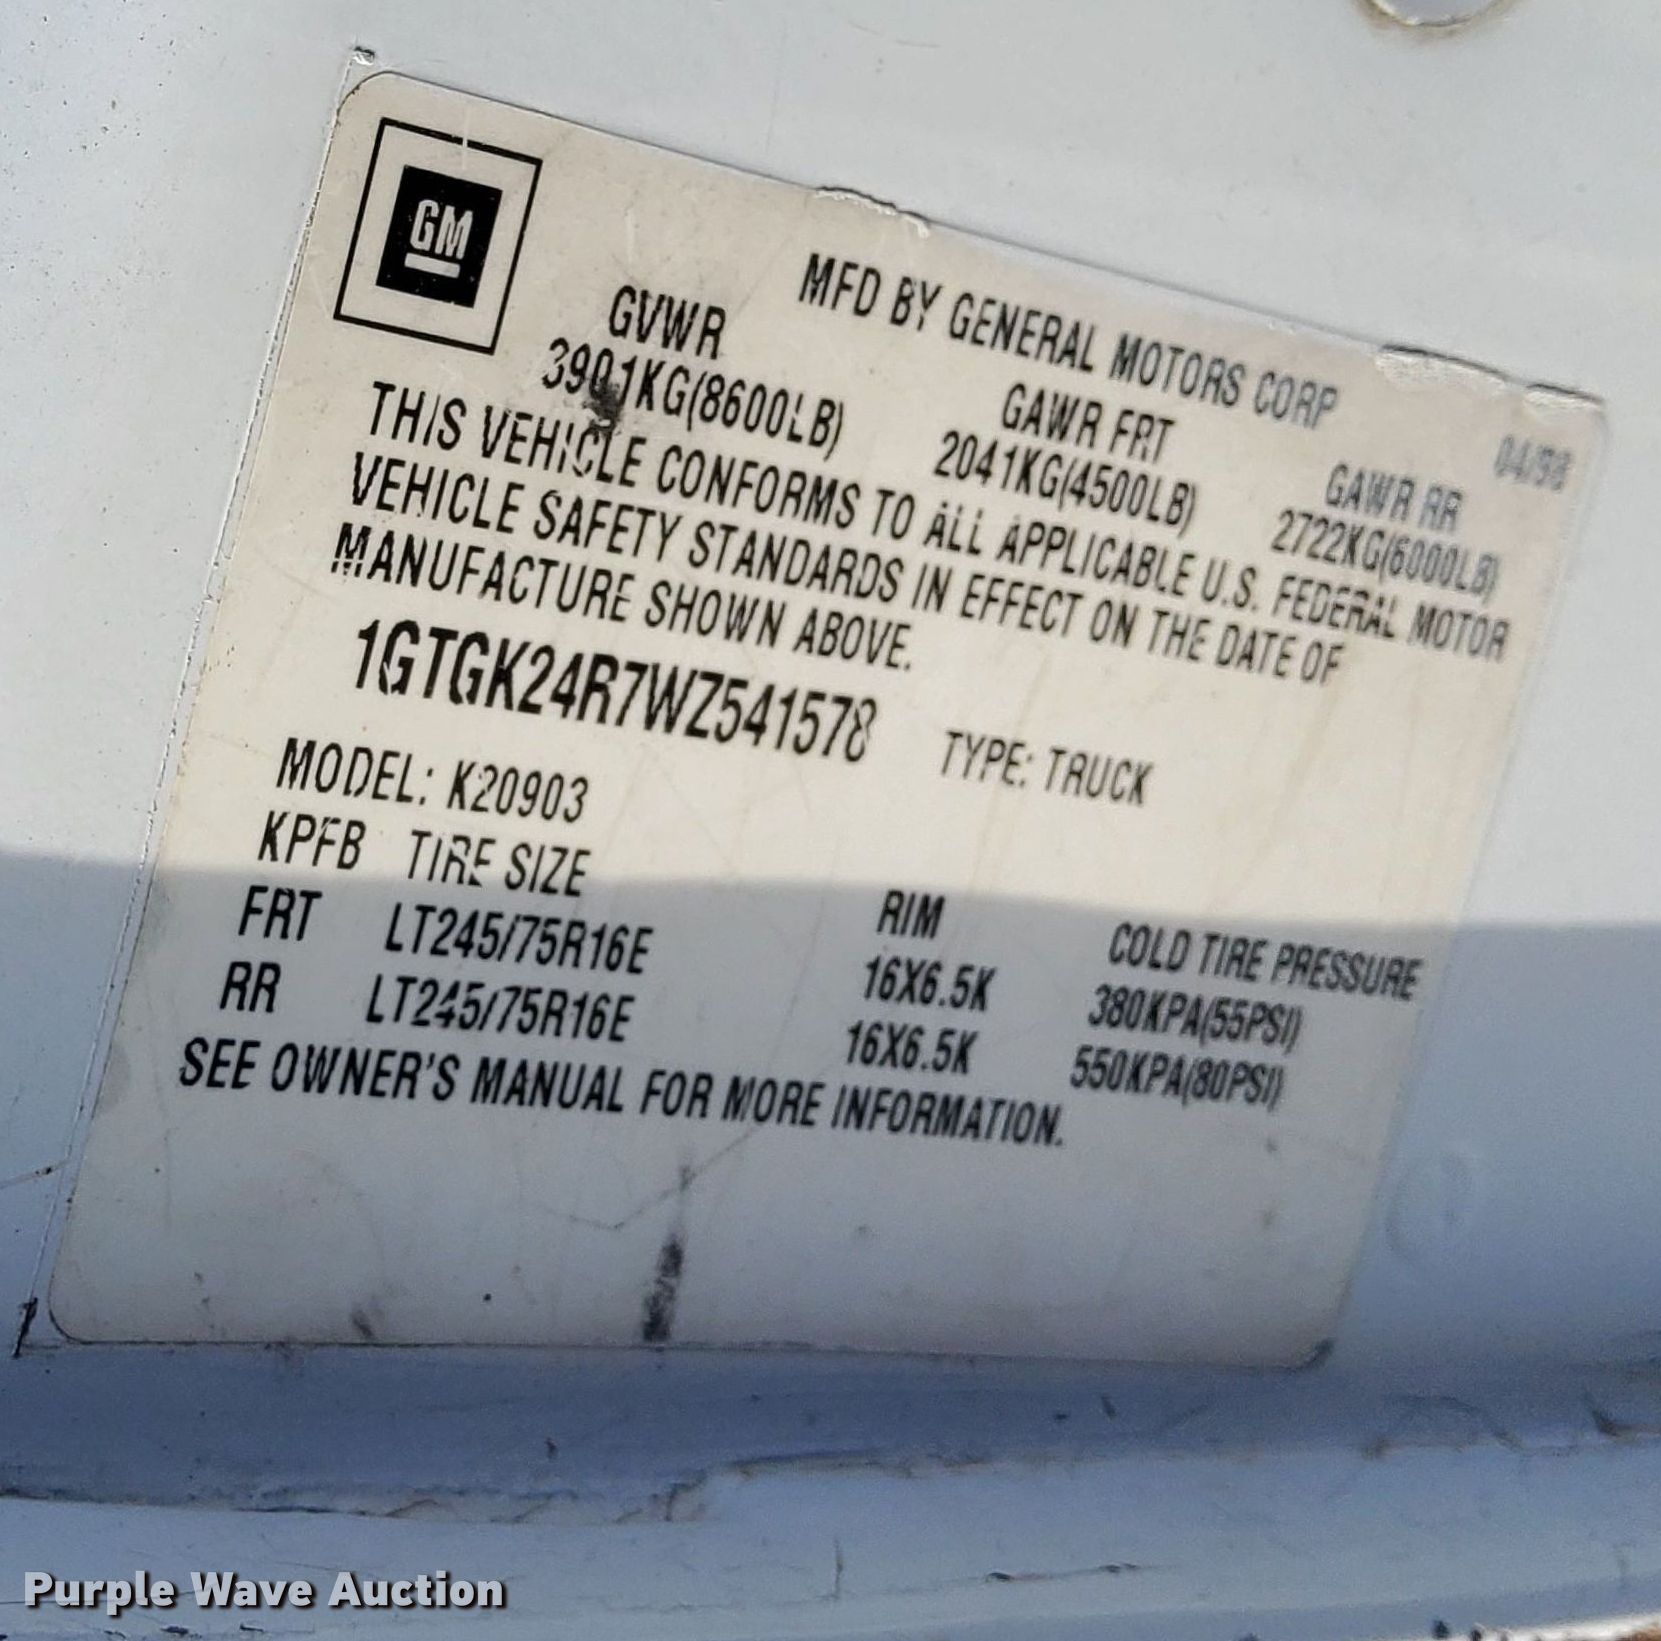 GM
MFD BY GENERAL MOTORS CORP
04/98
GVWR GAWR FRT GAWR RR
3901KG(8600LB) 2041KG(4500LB) 2722KG(6000LB)
THIS VEHICLE CONFORMS TO ALL APPLICABLE U.S. FEDERAL MOTOR
VEHICLE SAFETY STANDARDS IN EFFECT ON THE DATE OF
MANUFACTURE SHOWN ABOVE.
1GTGK24R7WZ541578 TYPE: TRUCK
MODEL: K20903
KPFB TIRE SIZE RIM COLD TIRE PRESSURE
FRT LT245/75R16E 16X6.5K 380KPA(55PSI)
RR LT245/75R16E 16X6.5K 550KPA(80PSI)
SEE OWNER'S MANUAL FOR MORE INFORMATION.
Purple Wave Auction